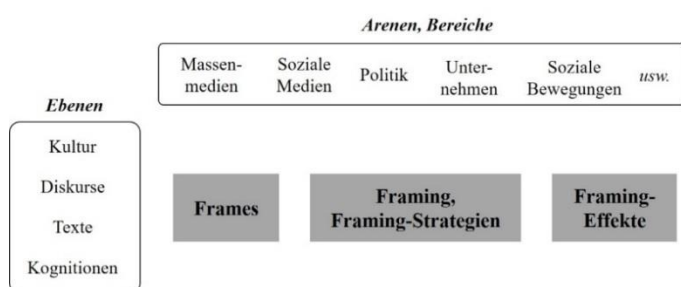 Arenen, Bereiche
Massen-
medien
Soziale
Medien
Politik
Unter-
nehmen
Soziale
Bewegungen
usw.
Ebenen
Kultur
Diskurse
Texte
Kognitionen
Frames
Framing,
Framing-Strategien
Framing-
Effekte